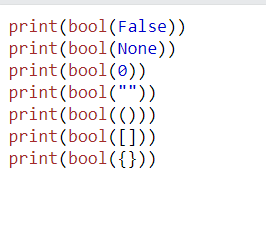 print(bool(False))
print(bool(None))
print(bool(0))
print(bool(""))
print(bool(()))
print(bool([]))
print(bool({}))